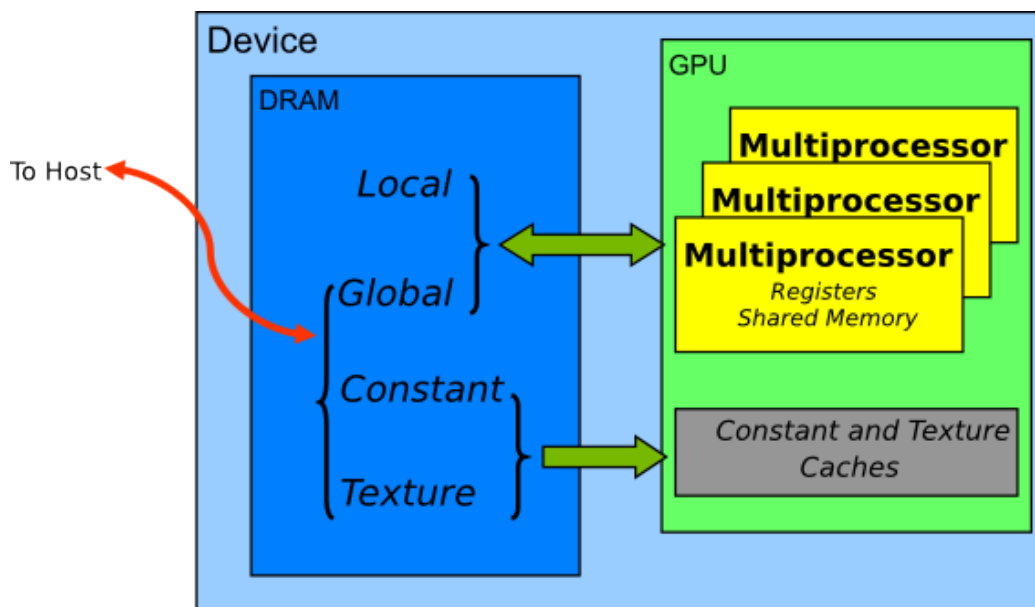 Device
DRAM
GPU
To Host
Local
Global
Constant
Texture
Multiprocessor
Multiprocessor
Multiprocessor
Registers
Shared Memory
Constant and Texture
Caches